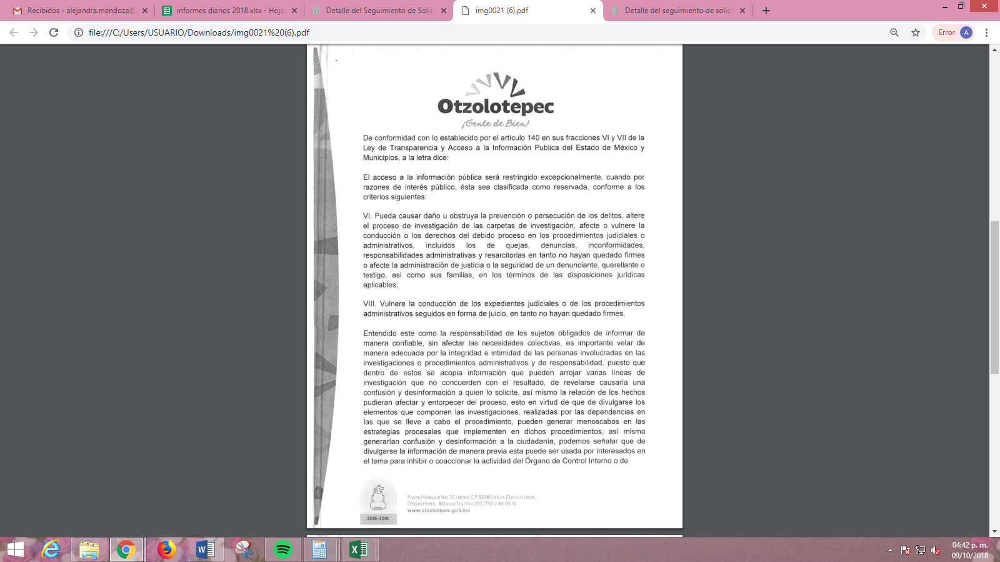 Recibidos - alejandra.mendoza@
informes diarios 2018.xlsx - Hoja
Detalle del Seguimiento de Solic
img0021 (6).pdf
Detalle del seguimiento de solicit
file:///C:/Users/USUARIO/Downloads/img0021%20(6).pdf
Error
A
Otzolotepec
¡Gente de Bien!
De conformidad con lo establecido por el artículo 140 en sus fracciones VI y VII de la
Ley de Transparencia y Acceso a la Información Publica del Estado de México y
Municipios, a la letra dice:
El acceso a la información pública será restringido excepcionalmente, cuando por
razones de interés público, ésta sea clasificada como reservada, conforme a los
criterios siguientes:
VI. Pueda causar daño u obstruya la prevención o persecución de los delitos, altere
el proceso de investigación de las carpetas de investigación, afecte o vulnere la
conducción o los derechos del debido proceso en los procedimientos judiciales o
administrativos, incluidos los de quejas, denuncias, inconformidades,
responsabilidades administrativas y resarcitorias en tanto no hayan quedado firmes
o afecte la administración de justicia o la seguridad de un denunciante, querellante o
testigo, así como sus familias, en los términos de las disposiciones jurídicas
aplicables;
VIII. Vulnere la conducción de los expedientes judiciales o de los procedimientos
administrativos seguidos en forma de juicio, en tanto no hayan quedado firmes.
Entendido este como la responsabilidad de los sujetos obligados de informar de
manera confiable, sin afectar las necesidades colectivas, es importante velar de
manera adecuada por la integridad e intimidad de las personas involucradas en las
investigaciones o procedimientos administrativos y de responsabilidad, puesto que
dentro de estos se acopia información que pueden arrojar varias líneas de
investigación que no concuerden con el resultado, de revelarse causaría una
confusión y desinformación a quien lo solicite, así mismo la relación de los hechos
pudieran afectar y entorpecer del proceso, esto en virtud de que de divulgarse los
elementos que componen las investigaciones, realizadas por las dependencias en
las que se lleve a cabo el procedimiento, pueden generar menoscabos en las
estrategias procesales que implementen en dichos procedimientos, así mismo
generarían confusión y desinformación a la ciudadanía, podemos señalar que de
divulgarse la información de manera previa esta puede ser usada por interesados en
el tema para inhibir o coaccionar la actividad del Órgano de Control Interno o de
PLAZA HIDALGO NO. 1 CENTRO, C.P. 52080, VILLA CUAUHTÉMOC,
OTZOLOTEPEC, MÉXICO TEL/FAX [01] (719) 2 86 03 14
www.otzolotepec.gob.mx
2016-2018
04:42 p. m.
09/10/2018